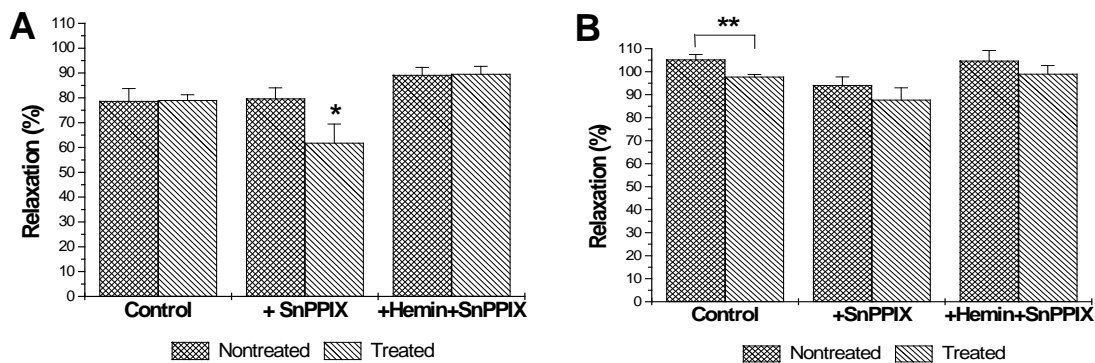 A
Relaxation (%)
110
100
90
80
70
60
50
40
30
20
10
0
*
Control
+ SnPPIX
+Hemin+SnPPIX
Nontreated
Treated
B
Relaxation (%)
110
100
90
80
70
60
50
40
30
20
10
0
**
Control
+SnPPIX
+Hemin+SnPPIX
Nontreated
Treated